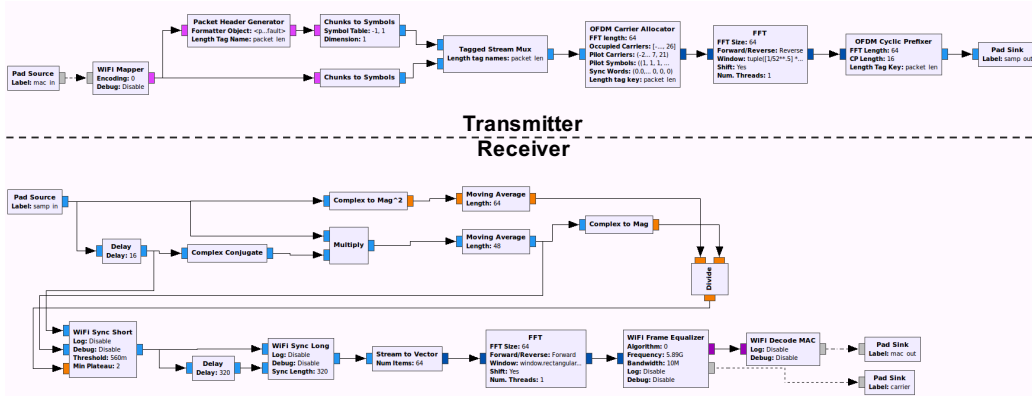 Packet Header Generator
Formatter Object: <p...fault>
Length Tag Name: packet_len
Chunks to Symbols
Symbol Table: -1, 1
Dimension: 1
Pad Source
Label: mac_in
WiFi Mapper
Encoding: 0
Debug: Disable
Chunks to Symbols
Tagged Stream Mux
Length tag names: packet_len
OFDM Carrier Allocator
FFT length: 64
Occupied Carriers: [-..., 26]
Pilot Carriers: (-2... 7, 21)
Pilot Symbols: ((1, 1, 1, ...
Sync Words: (0.0,... 0, 0, 0)
Length tag key: packet_len
FFT
FFT Size: 64
Forward/Reverse: Reverse
Window: tuple([1/52**.5] *...
Shift: Yes
Num. Threads: 1
OFDM Cyclic Prefixer
FFT Length: 64
CP Length: 16
Length Tag Key: packet_len
Pad Sink
Label: samp_out
Transmitter
Receiver
Pad Source
Label: samp_in
Complex to Mag^2
Moving Average
Length: 64
Delay
Delay: 16
Complex Conjugate
Multiply
Moving Average
Length: 48
Complex to Mag
Divide
WiFi Sync Short
Log: Disable
Debug: Disable
Threshold: 560m
Min Plateau: 2
Delay
Delay: 320
WiFi Sync Long
Log: Disable
Debug: Disable
Sync Length: 320
Stream to Vector
Num Items: 64
FFT
FFT Size: 64
Forward/Reverse: Forward
Window: window.rectangular...
Shift: Yes
Num. Threads: 1
WiFi Frame Equalizer
Algorithm: 0
Frequency: 5.89G
Bandwidth: 10M
Log: Disable
Debug: Disable
WiFi Decode MAC
Log: Disable
Debug: Disable
Pad Sink
Label: mac_out
Pad Sink
Label: carrier